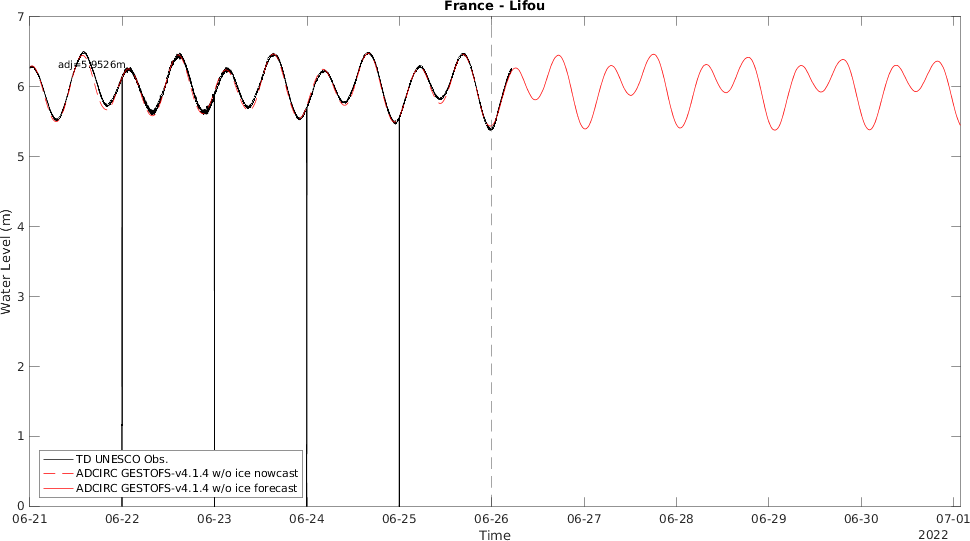 France - Lifou
adj=5.9526m
7
6
5
4
3
2
1
0
Water Level (m)
TD UNESCO Obs.
ADCIRC GESTOFS-v4.1.4 w/o ice nowcast
ADCIRC GESTOFS-v4.1.4 w/o ice forecast
06-21 06-22 06-23 06-24 06-25 06-26 06-27 06-28 06-29 06-30 07-01
Time
2022